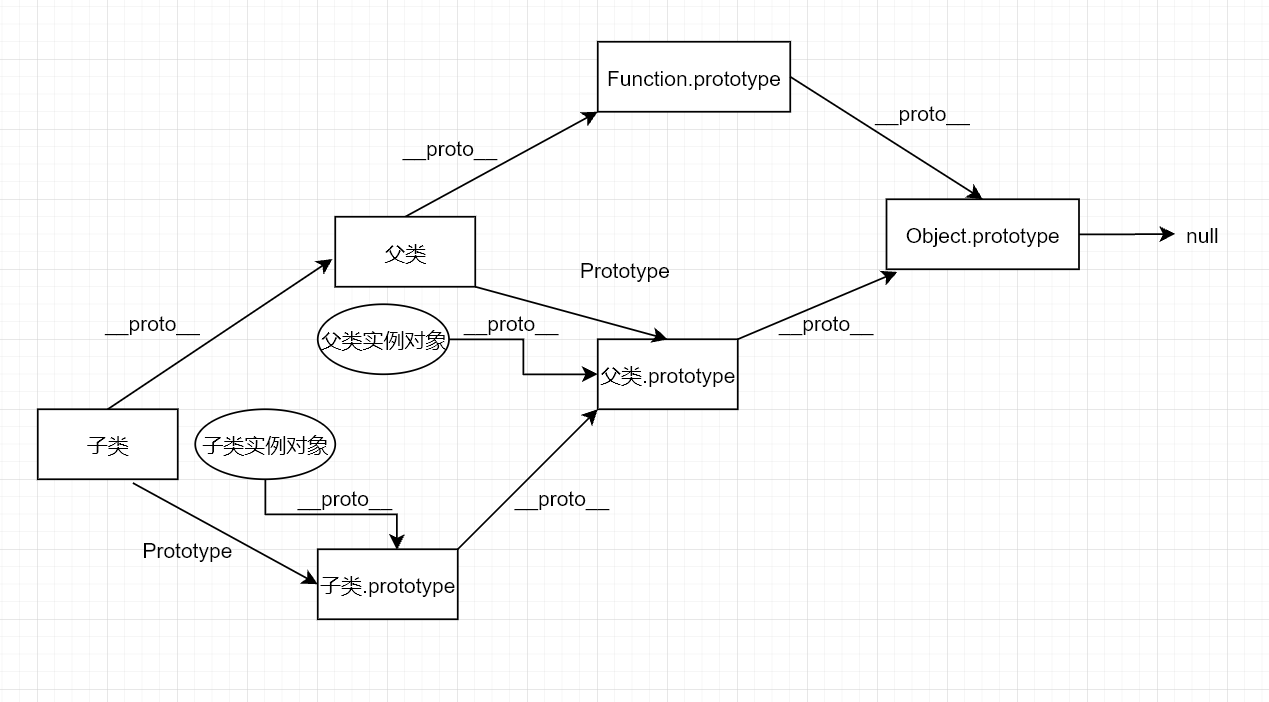 Function.prototype
__proto__
__proto__
父类
Object.prototype
null
Prototype
__proto__
父类实例对象
__proto__
__proto__
父类.prototype
子类
子类实例对象
__proto__
__proto__
Prototype
子类.prototype